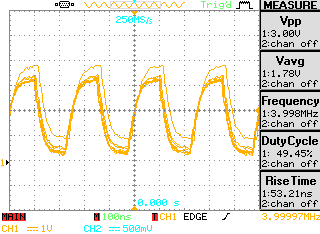 Trig'd MEASURE
250MS/s
Vpp
1:3.00V
2:chan off
Vavg
1:1.78V
2:chan off
Frequency
1:3.998MHz
2:chan off
DutyCycle
1: 49.45%
2:chan off
RiseTime
1:53.21ns
2:chan off
1
0.000 s
MAIN M 100ns T CH1 EDGE 3.99997MHz
CH1 1V CH2 500mV